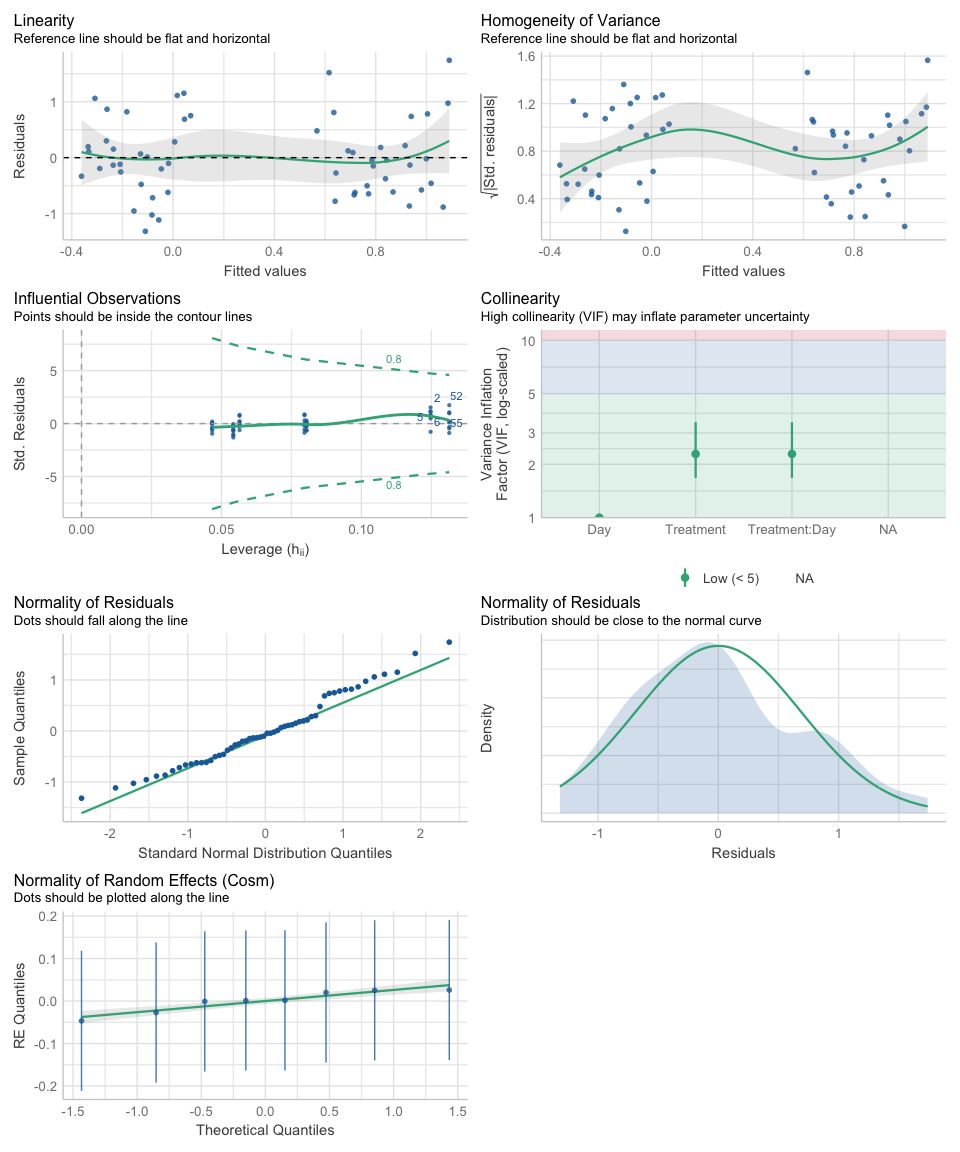 Linearity
Reference line should be flat and horizontal
Residuals
1
0
-1
-0.4
0.0
0.4
0.8
Fitted values
Homogeneity of Variance
Reference line should be flat and horizontal
√|Std. residuals|
1.6
1.2
0.8
0.4
-0.4
0.0
0.4
0.8
Fitted values
Influential Observations
Points should be inside the contour lines
Std. Residuals
5
0
-5
0.8
0.8
2
52
5
6
55
0.00
0.05
0.10
Leverage (hᵢᵢ)
Collinearity
High collinearity (VIF) may inflate parameter uncertainty
Variance Inflation
Factor (VIF, log-scaled)
10
5
3
2
1
Day
Treatment
Treatment:Day
NA
Low (< 5)
NA
Normality of Residuals
Dots should fall along the line
Sample Quantiles
1
0
-1
-2
-1
0
1
2
Standard Normal Distribution Quantiles
Normality of Residuals
Distribution should be close to the normal curve
Density
-1
0
1
Residuals
Normality of Random Effects (Cosm)
Dots should be plotted along the line
RE Quantiles
0.2
0.1
0.0
-0.1
-0.2
-1.5
-1.0
-0.5
0.0
0.5
1.0
1.5
Theoretical Quantiles